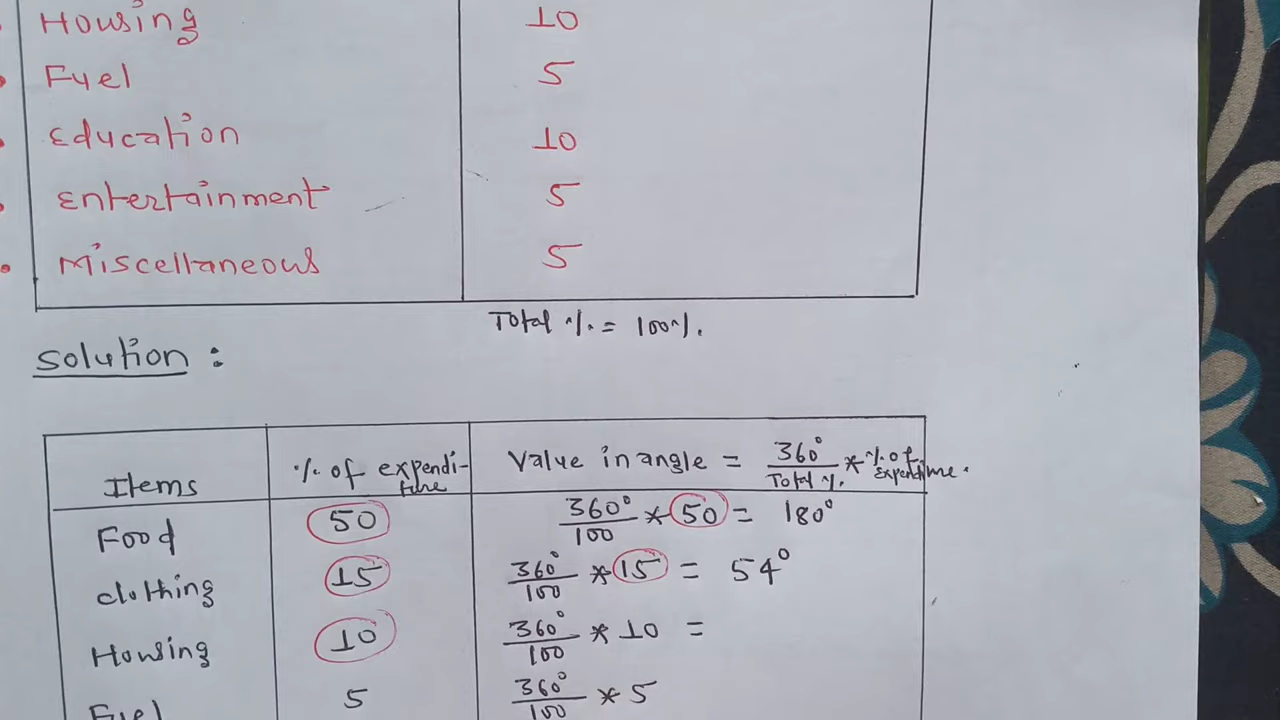 Housing 10
Fuel 5
Education 10
Entertainment 5
Miscellaneous 5
Total % = 100%.
Solution :
Items % of expenditure Value in angle = 360°/Total % * % of Expenditure.
Food 50 360°/100 * 50 = 180°
clothing 15 360°/100 * 15 = 54°
Housing 10 360°/100 * 10 =
Fuel 5 360°/100 * 5